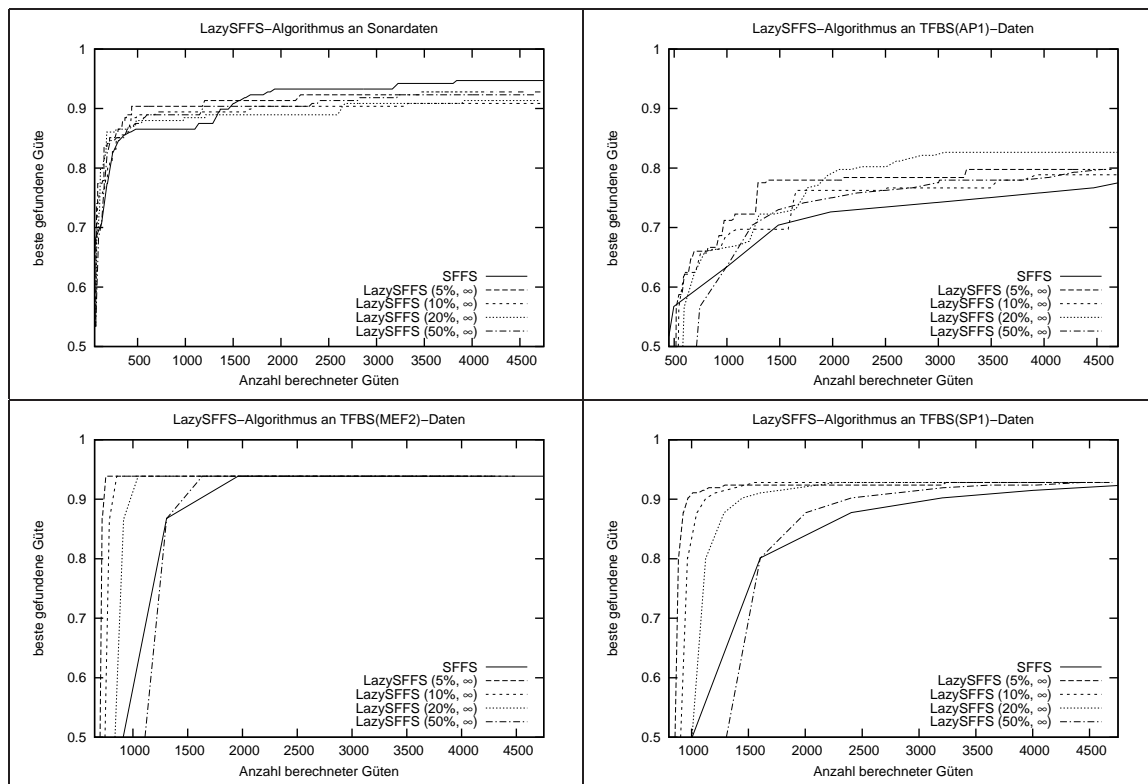 LazySFFS−Algorithmus an Sonardaten
1
0.9
0.8
0.7
0.6
0.5
beste gefundene Güte
SFFS
LazySFFS (5%, ∞)
LazySFFS (10%, ∞)
LazySFFS (20%, ∞)
LazySFFS (50%, ∞)
500 1000 1500 2000 2500 3000 3500 4000 4500
Anzahl berechneter Güten
LazySFFS−Algorithmus an TFBS(AP1)−Daten
1
0.9
0.8
0.7
0.6
0.5
beste gefundene Güte
SFFS
LazySFFS (5%, ∞)
LazySFFS (10%, ∞)
LazySFFS (20%, ∞)
LazySFFS (50%, ∞)
500 1000 1500 2000 2500 3000 3500 4000 4500
Anzahl berechneter Güten
LazySFFS−Algorithmus an TFBS(MEF2)−Daten
1
0.9
0.8
0.7
0.6
0.5
beste gefundene Güte
SFFS
LazySFFS (5%, ∞)
LazySFFS (10%, ∞)
LazySFFS (20%, ∞)
LazySFFS (50%, ∞)
1000 1500 2000 2500 3000 3500 4000 4500
Anzahl berechneter Güten
LazySFFS−Algorithmus an TFBS(SP1)−Daten
1
0.9
0.8
0.7
0.6
0.5
beste gefundene Güte
SFFS
LazySFFS (5%, ∞)
LazySFFS (10%, ∞)
LazySFFS (20%, ∞)
LazySFFS (50%, ∞)
1000 1500 2000 2500 3000 3500 4000 4500
Anzahl berechneter Güten